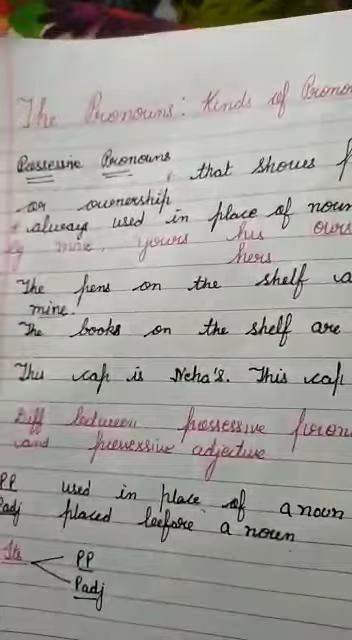 The Pronouns: Kinds of Prono
Possessive Pronouns, that shows
or ownership
+ always used in place of noun
eg mine, yours his ours
hers
The pens on the shelf
mine.
The books on the shelf are
This cap is Neha's. This cap
Diff between possessive pron
and possessive adjective
PP used in place of a noun
Padj placed before a noun
Its
PP
Padj